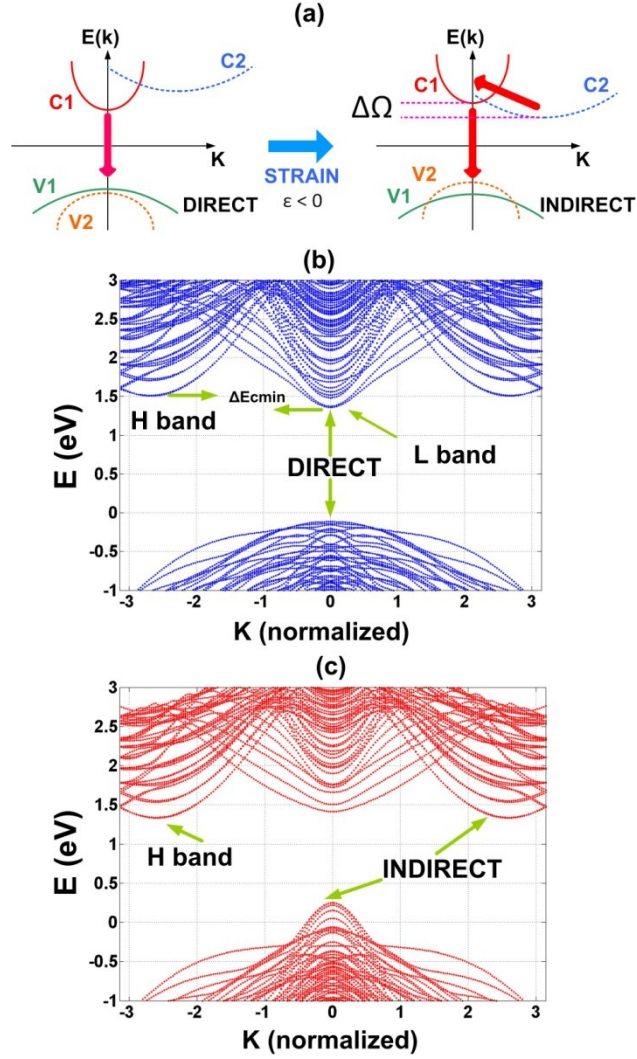 (a)
E(k)
C1
C2
K
V1
V2
DIRECT
STRAIN
ε < 0
E(k)
C1
C2
ΔΩ
K
V2
V1
INDIRECT
(b)
3
2.5
2
1.5
1
0.5
0
-0.5
-1
E (eV)
ΔEcmin
H band
L band
DIRECT
-3 -2 -1 0 1 2 3
K (normalized)
(c)
3
2.5
2
1.5
1
0.5
0
-0.5
-1
E (eV)
H band
INDIRECT
-3 -2 -1 0 1 2 3
K (normalized)